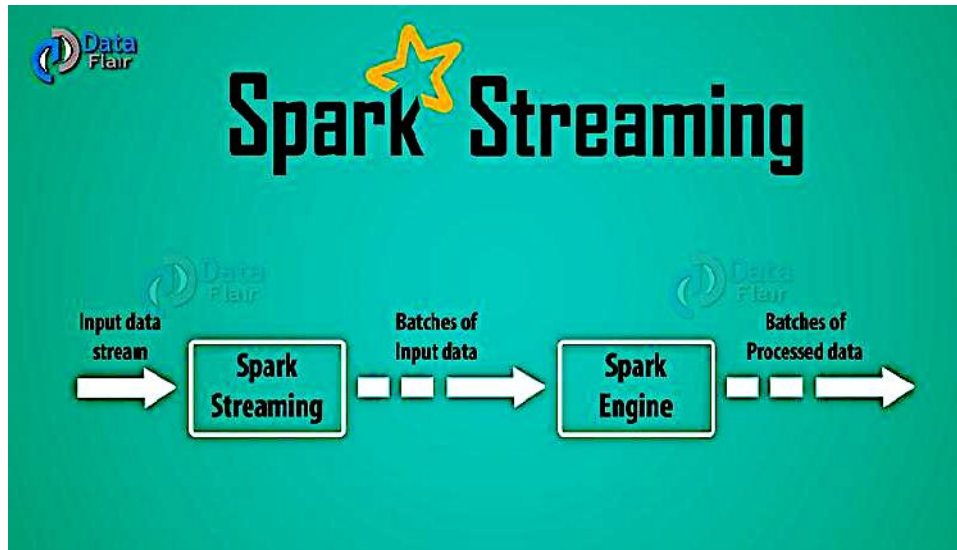 Data
Flair
Spark Streaming
Data
Flair
Data
Flair
Input data
stream
Batches of
Input data
Batches of
Processed data
Spark
Streaming
Spark
Engine